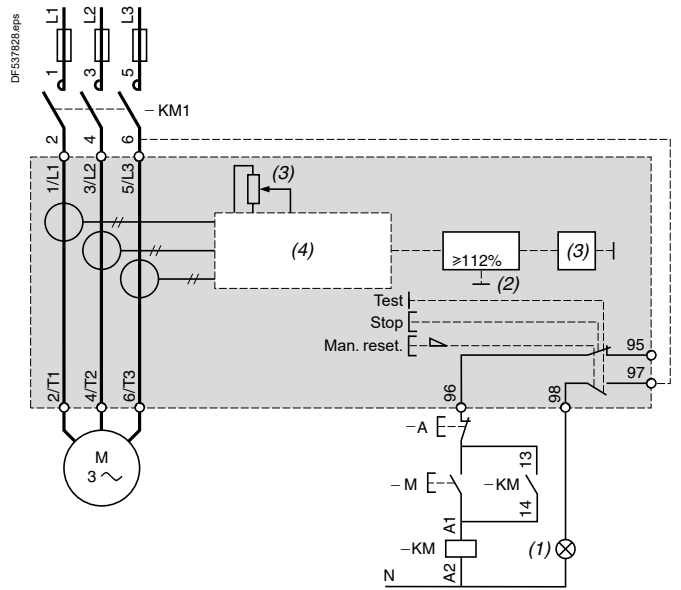 DF537828.eps
L1 L2 L3
1 3 5
– KM1
2 4 6
1/L1 3/L2 5/L3
(3)
(4)
≥112%
(3)
(2)
Test
Stop
Man. reset.
95
97
2/T1 4/T2 6/T3
96 98
– A
M
3 ~
13
– M
– KM
14
A1
– KM
(1)
A2
N